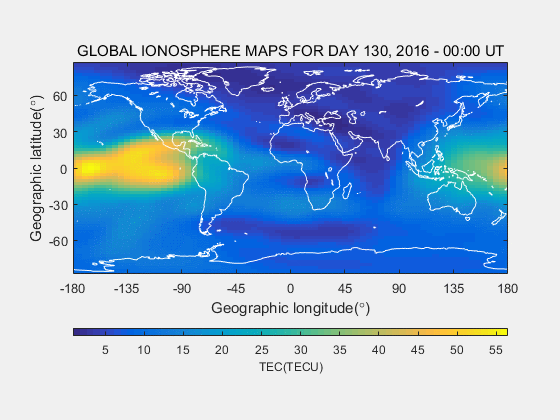 GLOBAL IONOSPHERE MAPS FOR DAY 130, 2016 - 00:00 UT
Geographic latitude(°)
60
30
0
-30
-60
-180 -135 -90 -45 0 45 90 135 180
Geographic longitude(°)
5 10 15 20 25 30 35 40 45 50 55
TEC(TECU)